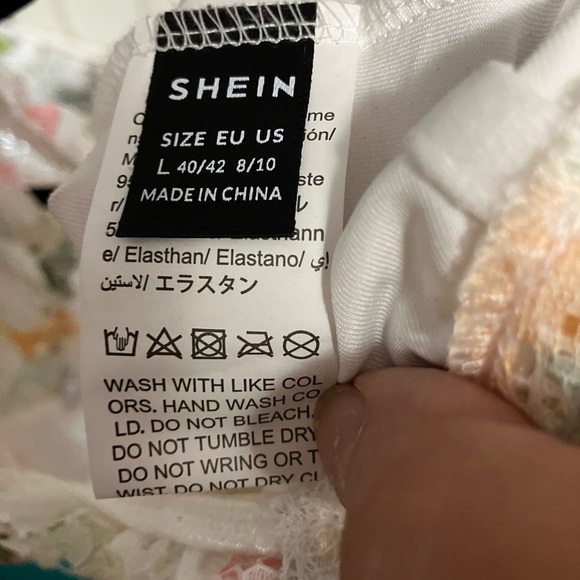 SHEIN
SIZE EU US
L 40/42 8/10
MADE IN CHINA
e/ Elasthan/ Elastano/ إي
لاستين/ エラスタン
WASH WITH LIKE COL
ORS. HAND WASH CO
LD. DO NOT BLEACH.
DO NOT TUMBLE DRY
DO NOT WRING OR T
WIST. DO NOT DRY CL